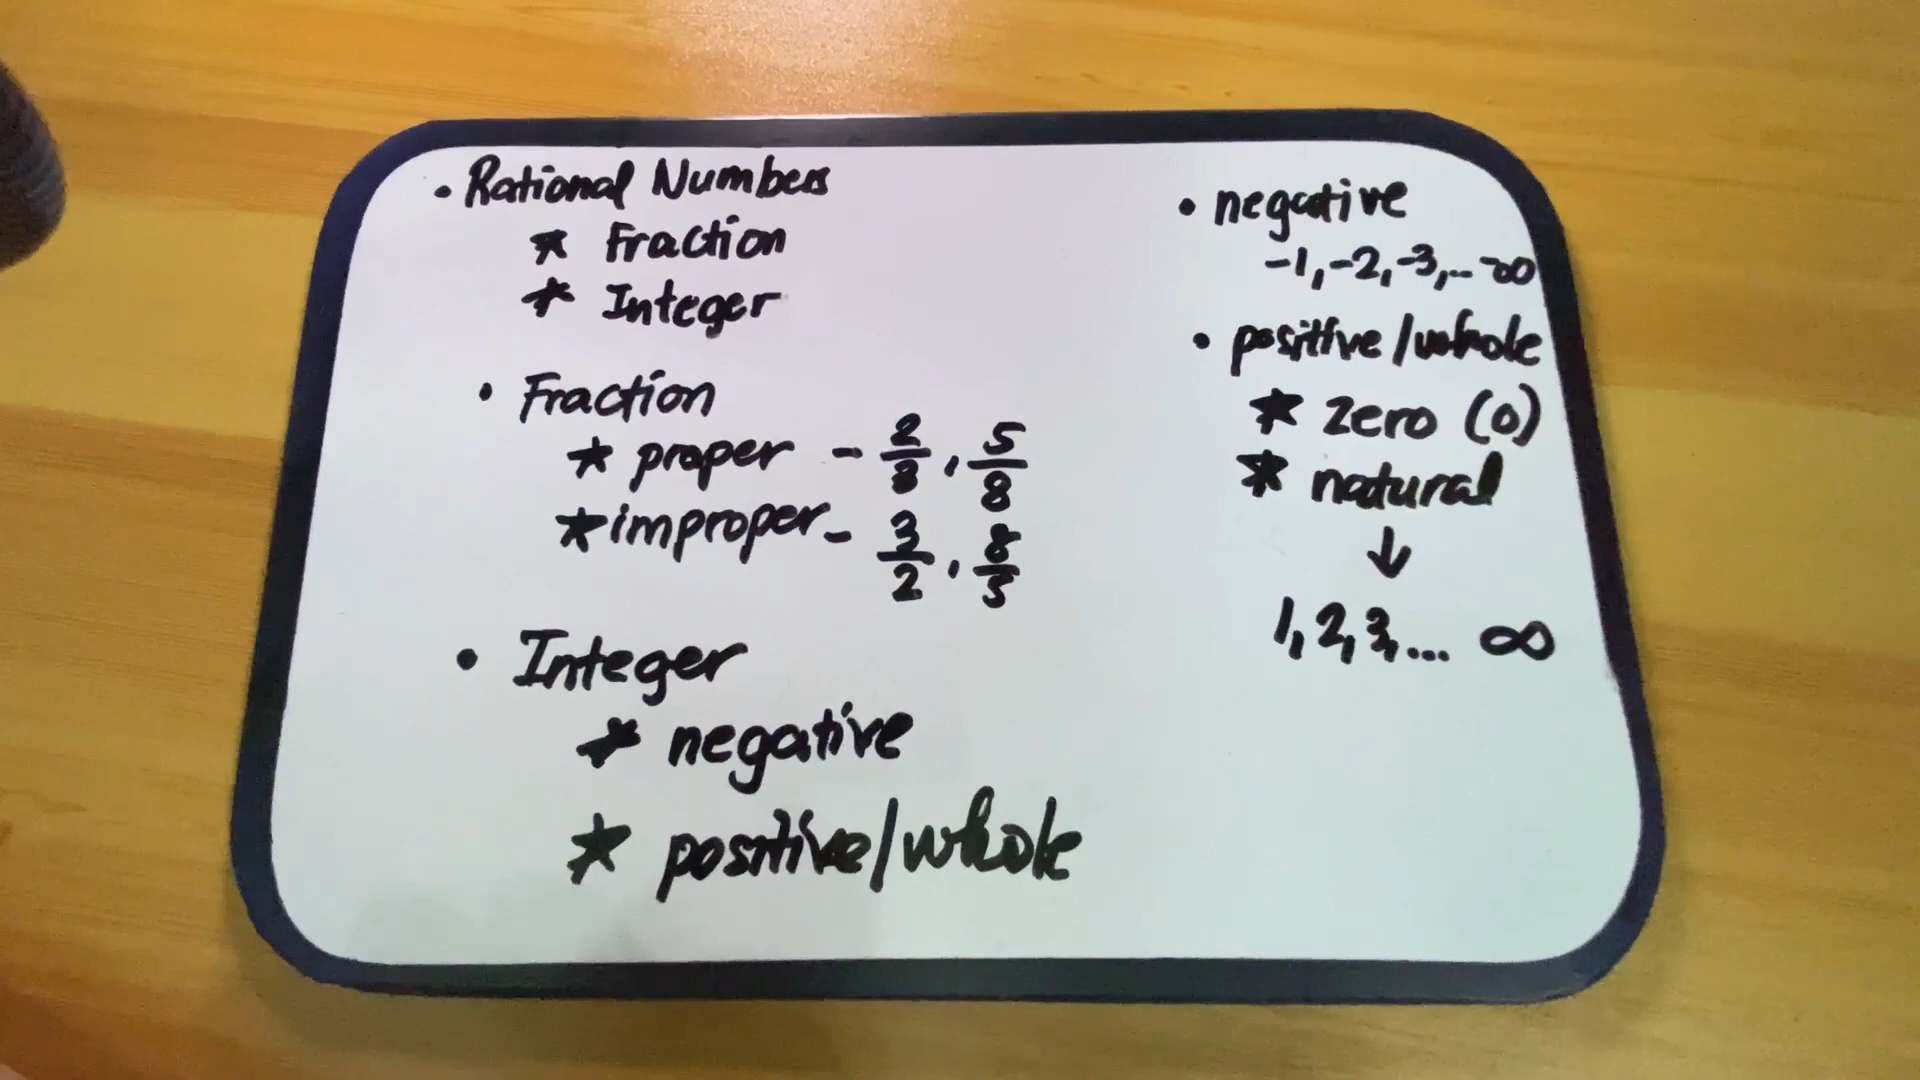 • Rational Numbers
* Fraction
* Integer
• Fraction
* proper - 2/3, 5/8
* improper - 3/2, 8/5
• Integer
* negative
* positive/whole
• negative
-1, -2, -3, ... -∞
• positive/whole
* zero (0)
* natural
↓
1, 2, 3, ... ∞